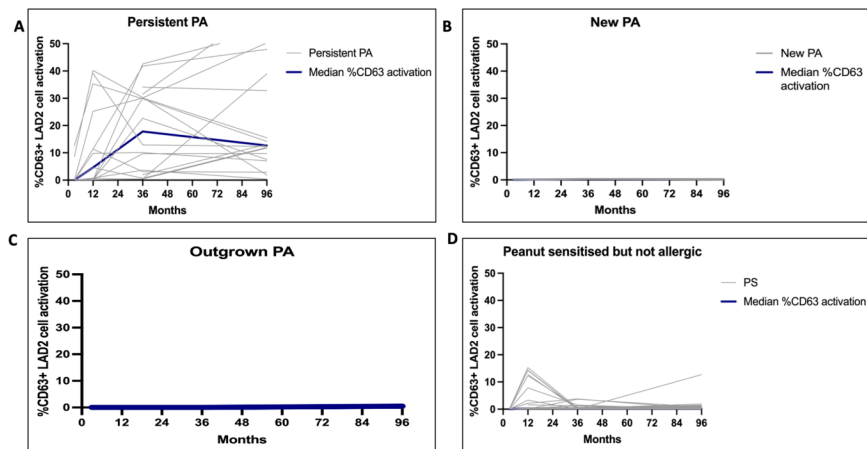 A
Persistent PA
%CD63+ LAD2 cell activation
50
40
30
20
10
0
0 12 24 36 48 60 72 84 96
Months
Persistent PA
Median %CD63 activation
B
New PA
%CD63+ LAD2 cell activation
50
40
30
20
10
0
0 12 24 36 48 60 72 84 96
Months
New PA
Median %CD63
activation
C
Outgrown PA
%CD63+ LAD2 cell activation
50
40
30
20
10
0
0 12 24 36 48 60 72 84 96
Months
D
Peanut sensitised but not allergic
%CD63+ LAD2 cell activation
50
40
30
20
10
0
0 12 24 36 48 60 72 84 96
Months
PS
Median %CD63 activation